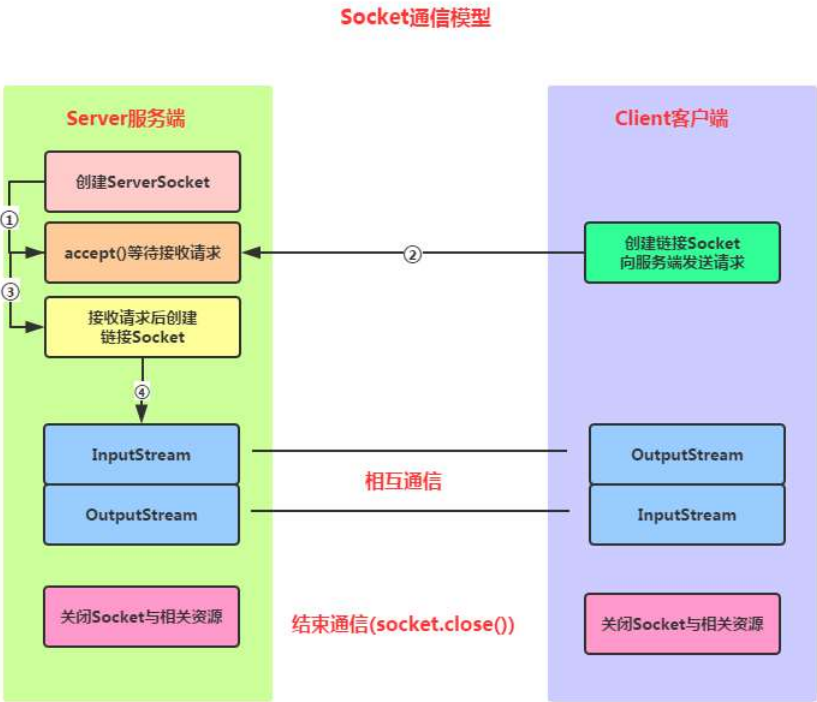 Socket通信模型
Server服务端
Client客户端
创建ServerSocket
①
accept()等待接收请求
②
创建链接Socket
向服务端发送请求
③
接收请求后创建
链接Socket
④
InputStream
OutputStream
相互通信
OutputStream
InputStream
关闭Socket与相关资源
结束通信(socket.close())
关闭Socket与相关资源